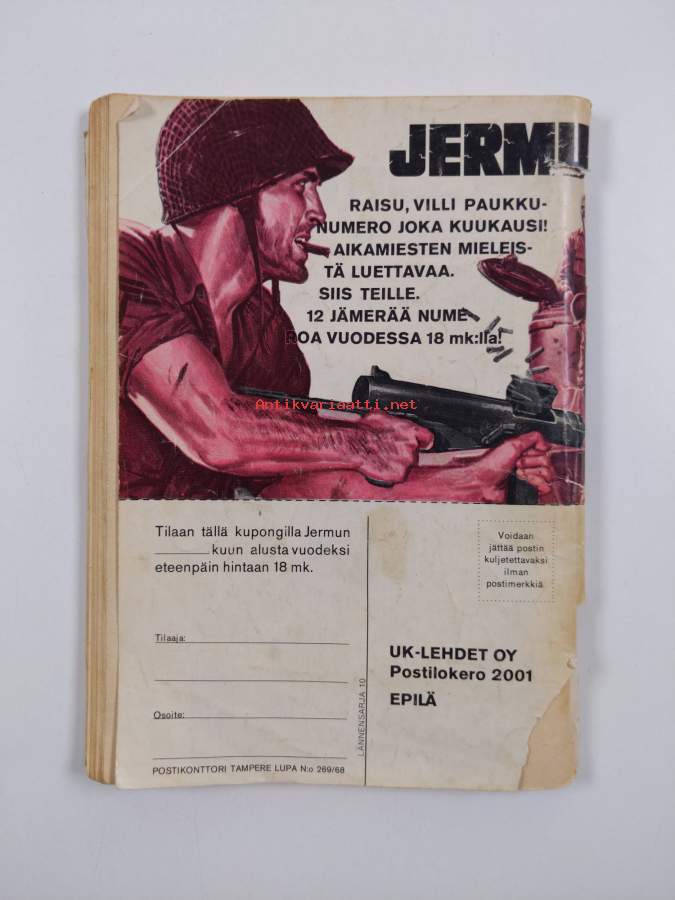 JERMU
RAISU, VILLI PAUKKU-
NUMERO JOKA KUUKAUSI!
AIKAMIESTEN MIELEIS-
TÄ LUETTAVAA.
SIIS TEILLE.
12 JÄMERÄÄ NUME-
ROA VUODESSA 18 mk:lla!
Antikvariaatti.net
Tilaan tällä kupongilla Jermun
kuun alusta vuodeksi
eteenpäin hintaan 18 mk.
Tilaaja:
Osoite:
POSTIKONTTORI TAMPERE LUPA N:o 269/68
LÄNNENSARJA 10
Voidaan
jättää postin
kuljetettavaksi
ilman
postimerkkiä
UK-LEHDET OY
Postilokero 2001
EPILÄ